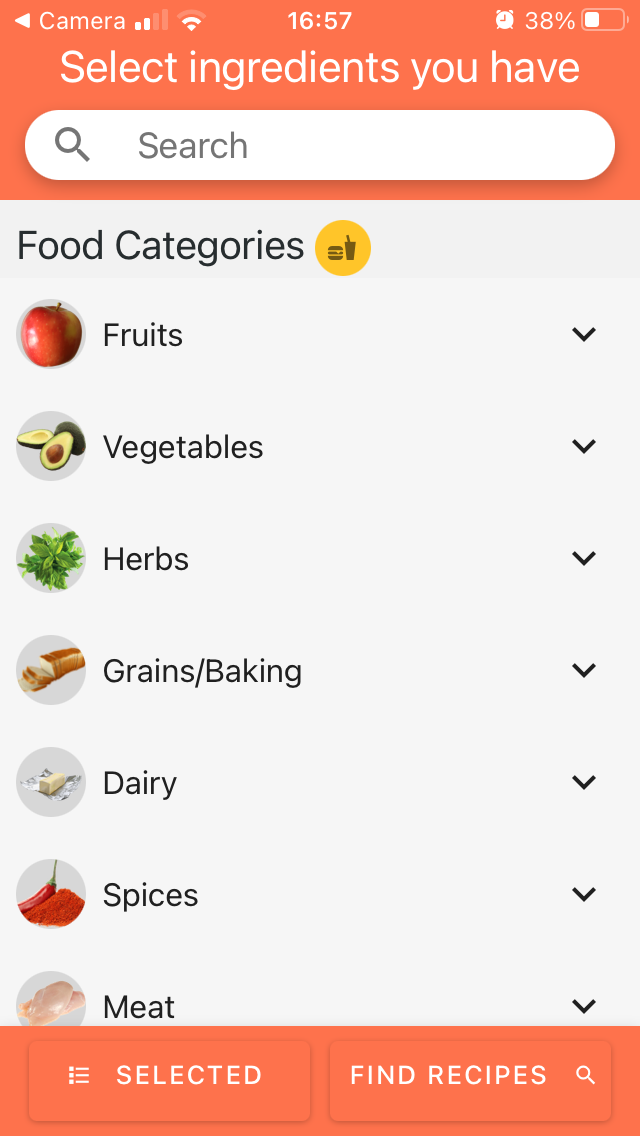 Camera 16:57 38%
Select ingredients you have
Search
Food Categories
Fruits
Vegetables
Herbs
Grains/Baking
Dairy
Spices
Meat
SELECTED FIND RECIPES